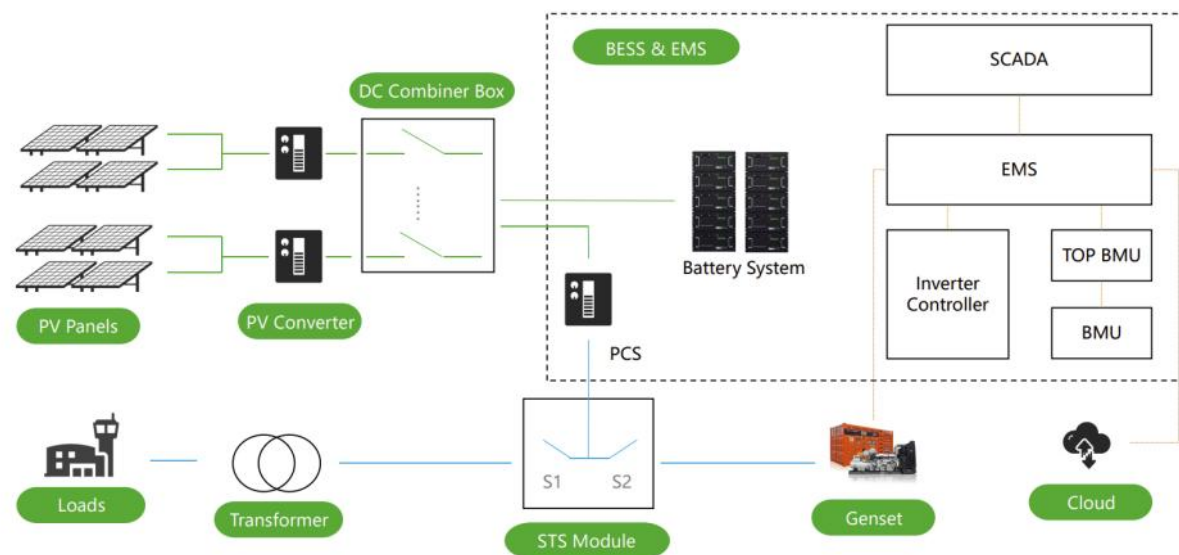 BESS & EMS
SCADA
DC Combiner Box
EMS
Battery System
Inverter
Controller
TOP BMU
BMU
PV Panels
PV Converter
PCS
S1
S2
Loads
Transformer
STS Module
Genset
Cloud